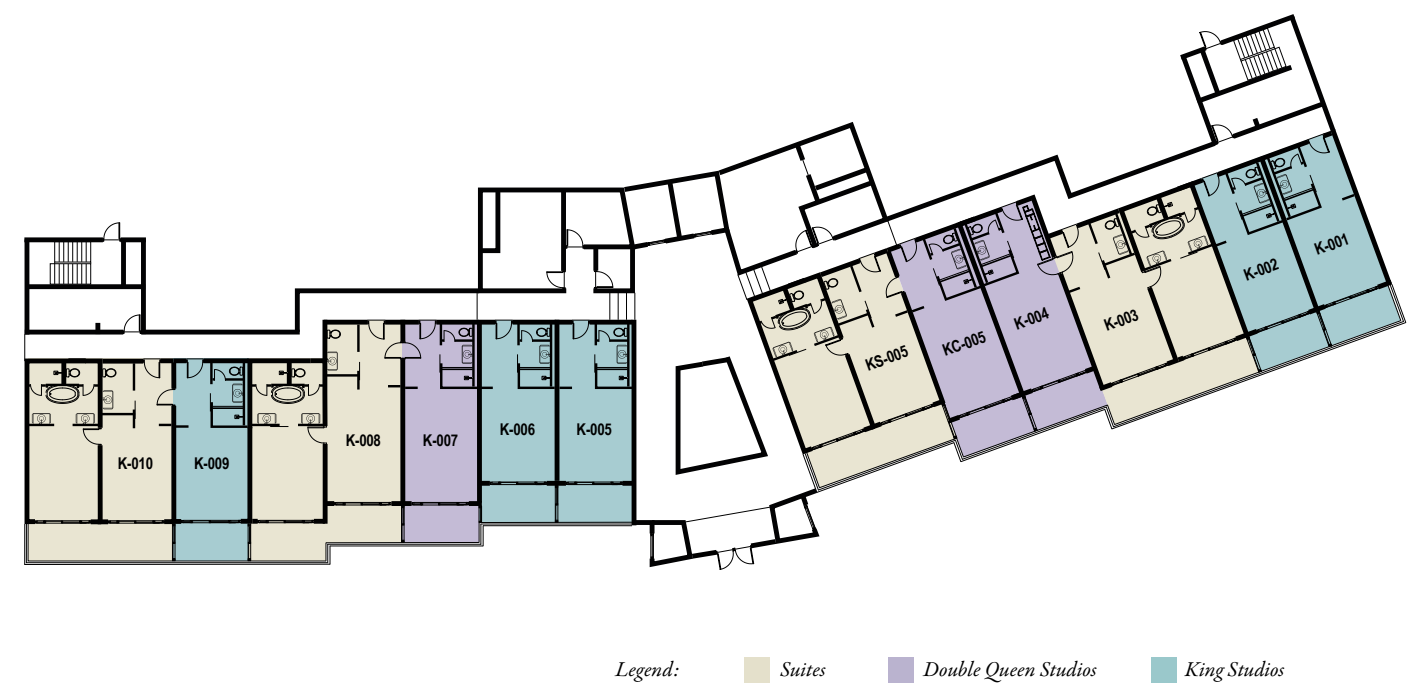 K-001
K-002
K-003
K-004
KC-005
KS-005
K-005
K-006
K-007
K-008
K-009
K-010
Legend: Suites Double Queen Studios King Studios